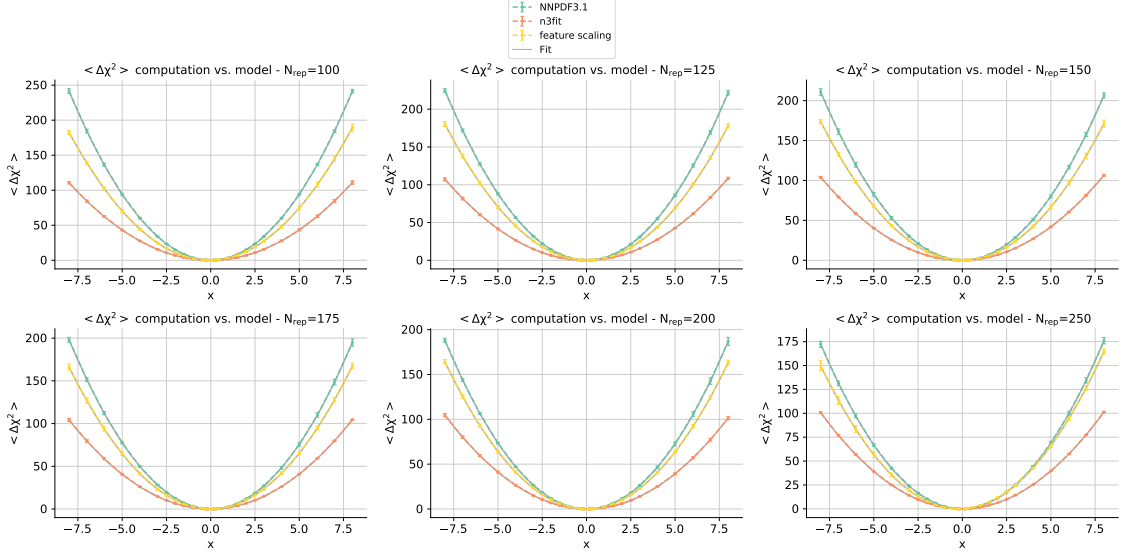 NNPDF3.1
n3fit
feature scaling
Fit
< Δχ² > computation vs. model - N_rep=100
< Δχ² > computation vs. model - N_rep=125
< Δχ² > computation vs. model - N_rep=150
250
200
150
100
50
0
< Δχ² >
−7.5 −5.0 −2.5 0.0 2.5 5.0 7.5
x
200
150
100
50
0
< Δχ² >
−7.5 −5.0 −2.5 0.0 2.5 5.0 7.5
x
200
150
100
50
0
< Δχ² >
−7.5 −5.0 −2.5 0.0 2.5 5.0 7.5
x
< Δχ² > computation vs. model - N_rep=175
< Δχ² > computation vs. model - N_rep=200
< Δχ² > computation vs. model - N_rep=250
200
150
100
50
0
< Δχ² >
−7.5 −5.0 −2.5 0.0 2.5 5.0 7.5
x
200
150
100
50
0
< Δχ² >
−7.5 −5.0 −2.5 0.0 2.5 5.0 7.5
x
175
150
125
100
75
50
25
0
< Δχ² >
−7.5 −5.0 −2.5 0.0 2.5 5.0 7.5
x